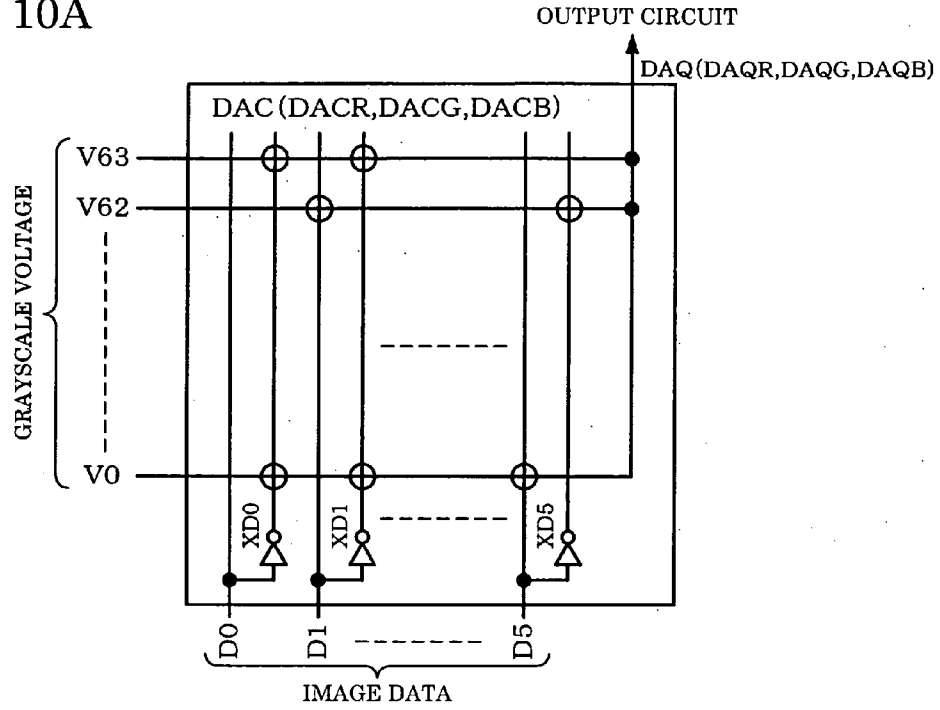 10A
OUTPUT CIRCUIT
DAQ(DAQR,DAQG,DAQB)
DAC(DACR,DACG,DACB)
GRAYSCALE VOLTAGE
V63
V62
V0
XD0
XD1
XD5
D0
D1
D5
IMAGE DATA